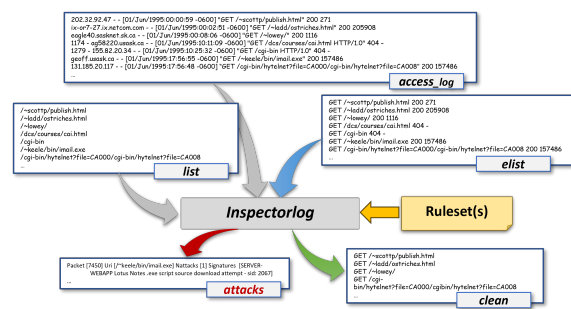 202.32.92.47 - - [01/Jun/1995:00:00:59 -0600] "GET /~scottp/publish.html" 200 271
ix-or7-27.ix.netcom.com - - [01/Jun/1995:00:02:51 -0600] "GET /~ladd/ostriches.html" 200 205908
eagle40.sasknet.sk.ca - - [01/Jun/1995:00:08:06 -0600] "GET /~lowey/" 200 1116
1174 - ag58220.usask.ca - - [01/Jun/1995:10:11:09 -0600] "GET /dcs/courses/cai.html HTTP/1.0" 404 -
1279 - 155.82.20.34 - - [01/Jun/1995:10:25:32 -0600] "GET /cgi-bin HTTP/1.0" 404 -
geoff.usask.ca - - [01/Jun/1995:17:56:55 -0600] "GET /~keele/bin/imail.exe" 200 157486
131.185.20.117 - - [01/Jun/1995:17:56:48 -0600] "GET /cgi-bin/hytelnet?file=CA000/cgi-bin/hytelnet?file=CA008" 200 157486
...
access_log
/~scottp/publish.html
/~ladd/ostriches.html
/~lowey/
/dcs/courses/cai.html
/cgi-bin
/~keele/bin/imail.exe
/cgi-bin/hytelnet?file=CA000/cgi-bin/hytelnet?file=CA008
...
list
GET /~scottp/publish.html 200 271
GET /~ladd/ostriches.html 200 205908
GET /~lowey/ 200 1116
GET /dcs/courses/cai.html 404 -
GET /cgi-bin 404 -
GET /~keele/bin/imail.exe 200 157486
GET /cgi-bin/hytelnet?file=CA000/cgi-bin/hytelnet?file=CA008 200 157486
...
elist
Inspectorlog
Ruleset(s)
Packet [7450] Uri [/~keele/bin/imail.exe] Nattacks [1] Signatures [SERVER-
WEBAPP Lotus Notes .exe script source download attempt - sid: 2067]
...
attacks
GET /~scottp/publish.html
GET /~ladd/ostriches.html
GET /~lowey/
GET /cgi-
bin/hytelnet?file=CA000/cgibin/hytelnet?file=CA008
...
clean